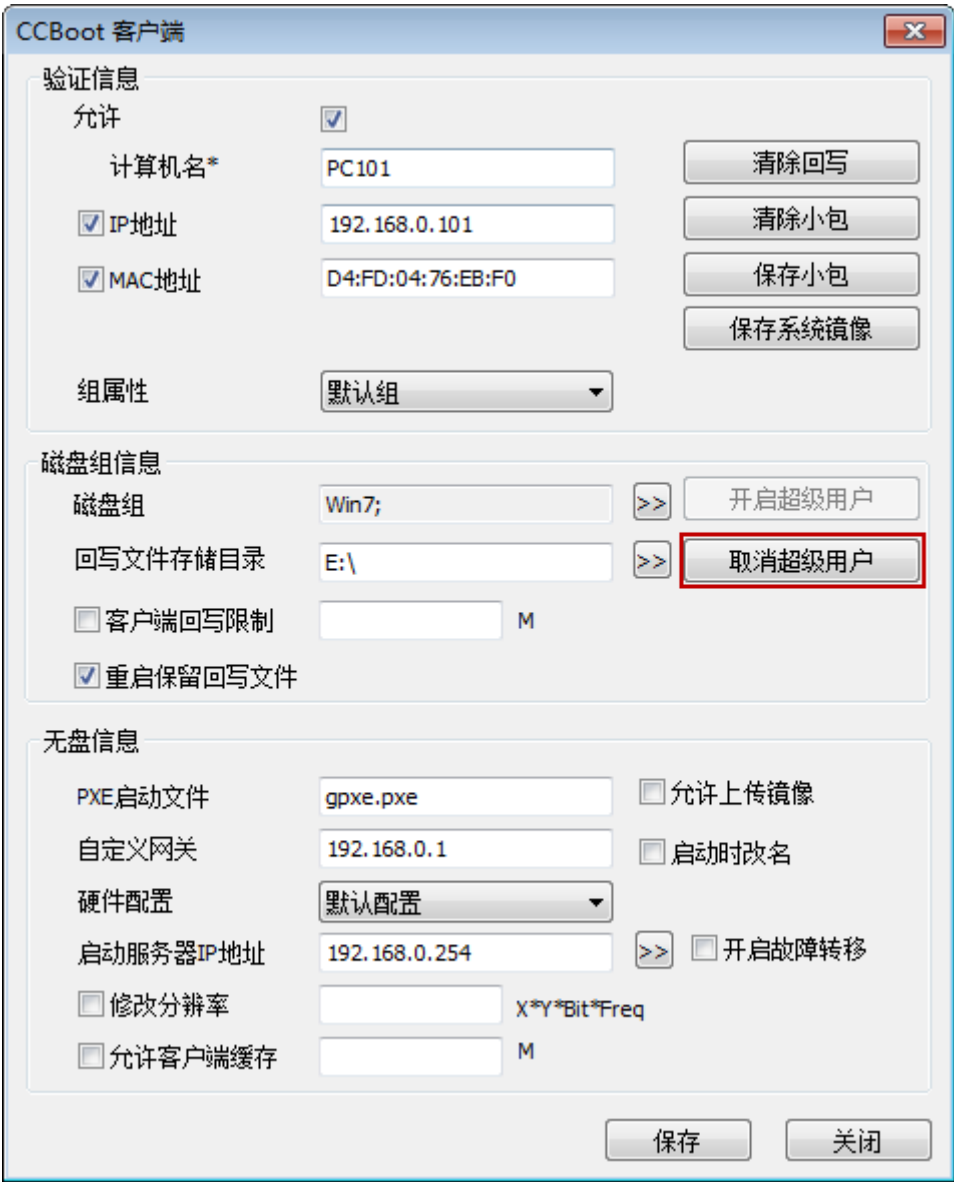 CCBoot 客户端
验证信息
允许
计算机名* PC101 清除回写
IP地址 192.168.0.101 清除小包
MAC地址 D4:FD:04:76:EB:F0 保存小包
保存系统镜像
组属性 默认组
磁盘组信息
磁盘组 Win7; >> 开启超级用户
回写文件存储目录 E:\ >> 取消超级用户
客户端回写限制 M
重启保留回写文件
无盘信息
PXE启动文件 gpxe.pxe 允许上传镜像
自定义网关 192.168.0.1 启动时改名
硬件配置 默认配置
启动服务器IP地址 192.168.0.254 >> 开启故障转移
修改分辨率 X*Y*Bit*Freq
允许客户端缓存 M
保存 关闭